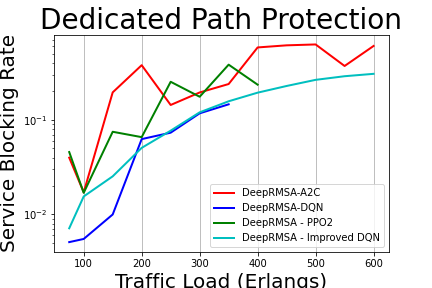 Dedicated Path Protection
Service Blocking Rate
10⁻¹
10⁻²
100 200 300 400 500 600
Traffic Load (Erlangs)
DeepRMSA-A2C
DeepRMSA-DQN
DeepRMSA - PPO2
DeepRMSA - Improved DQN